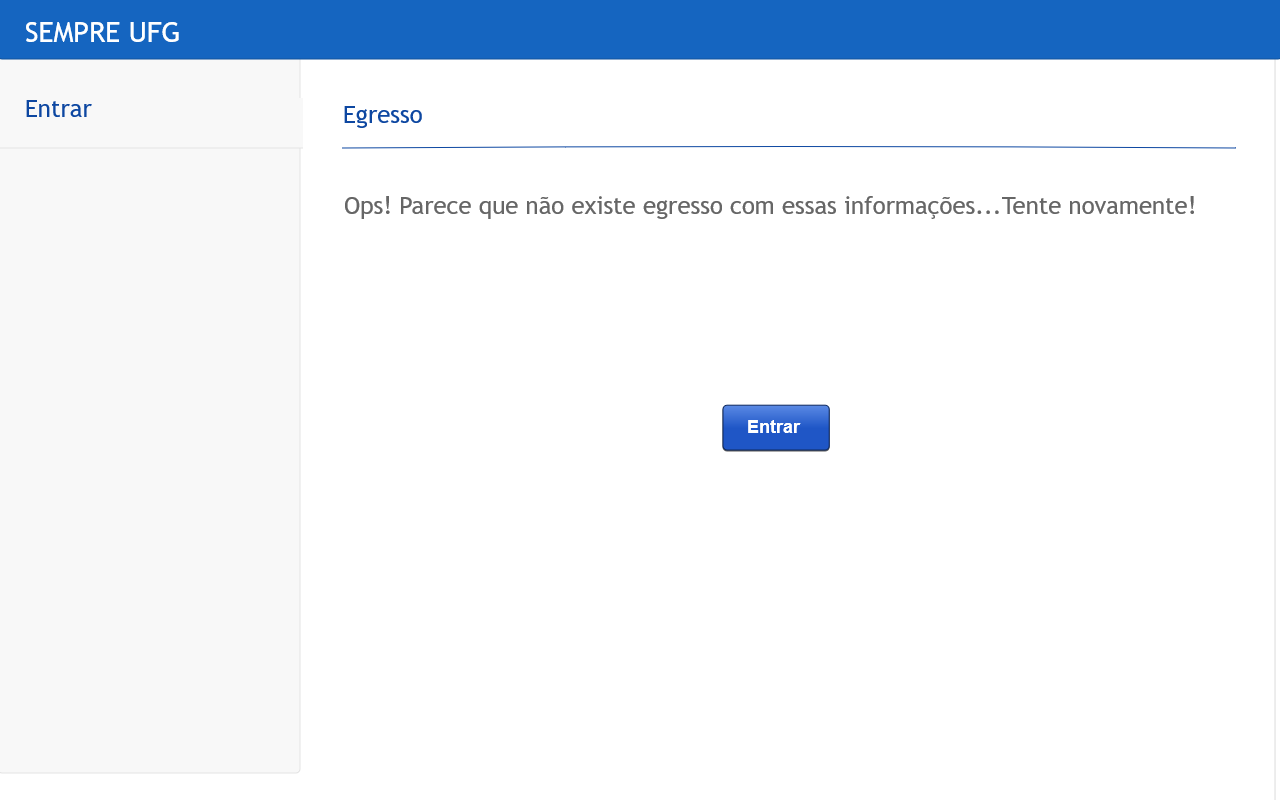 SEMPRE UFG
Entrar
Egresso
Ops! Parece que não existe egresso com essas informações...Tente novamente!
Entrar